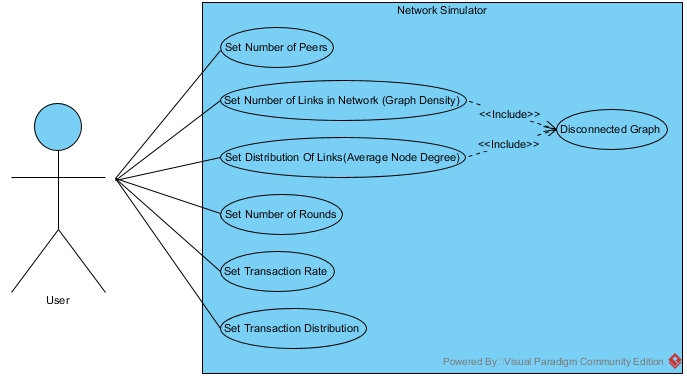 Network Simulator
Set Number of Peers
Set Number of Links in Network (Graph Density)
<<Include>>
Disconnected Graph
<<Include>>
Set Distribution Of Links(Average Node Degree)
Set Number of Rounds
Set Transaction Rate
User
Set Transaction Distribution
Powered By Visual Paradigm Community Edition